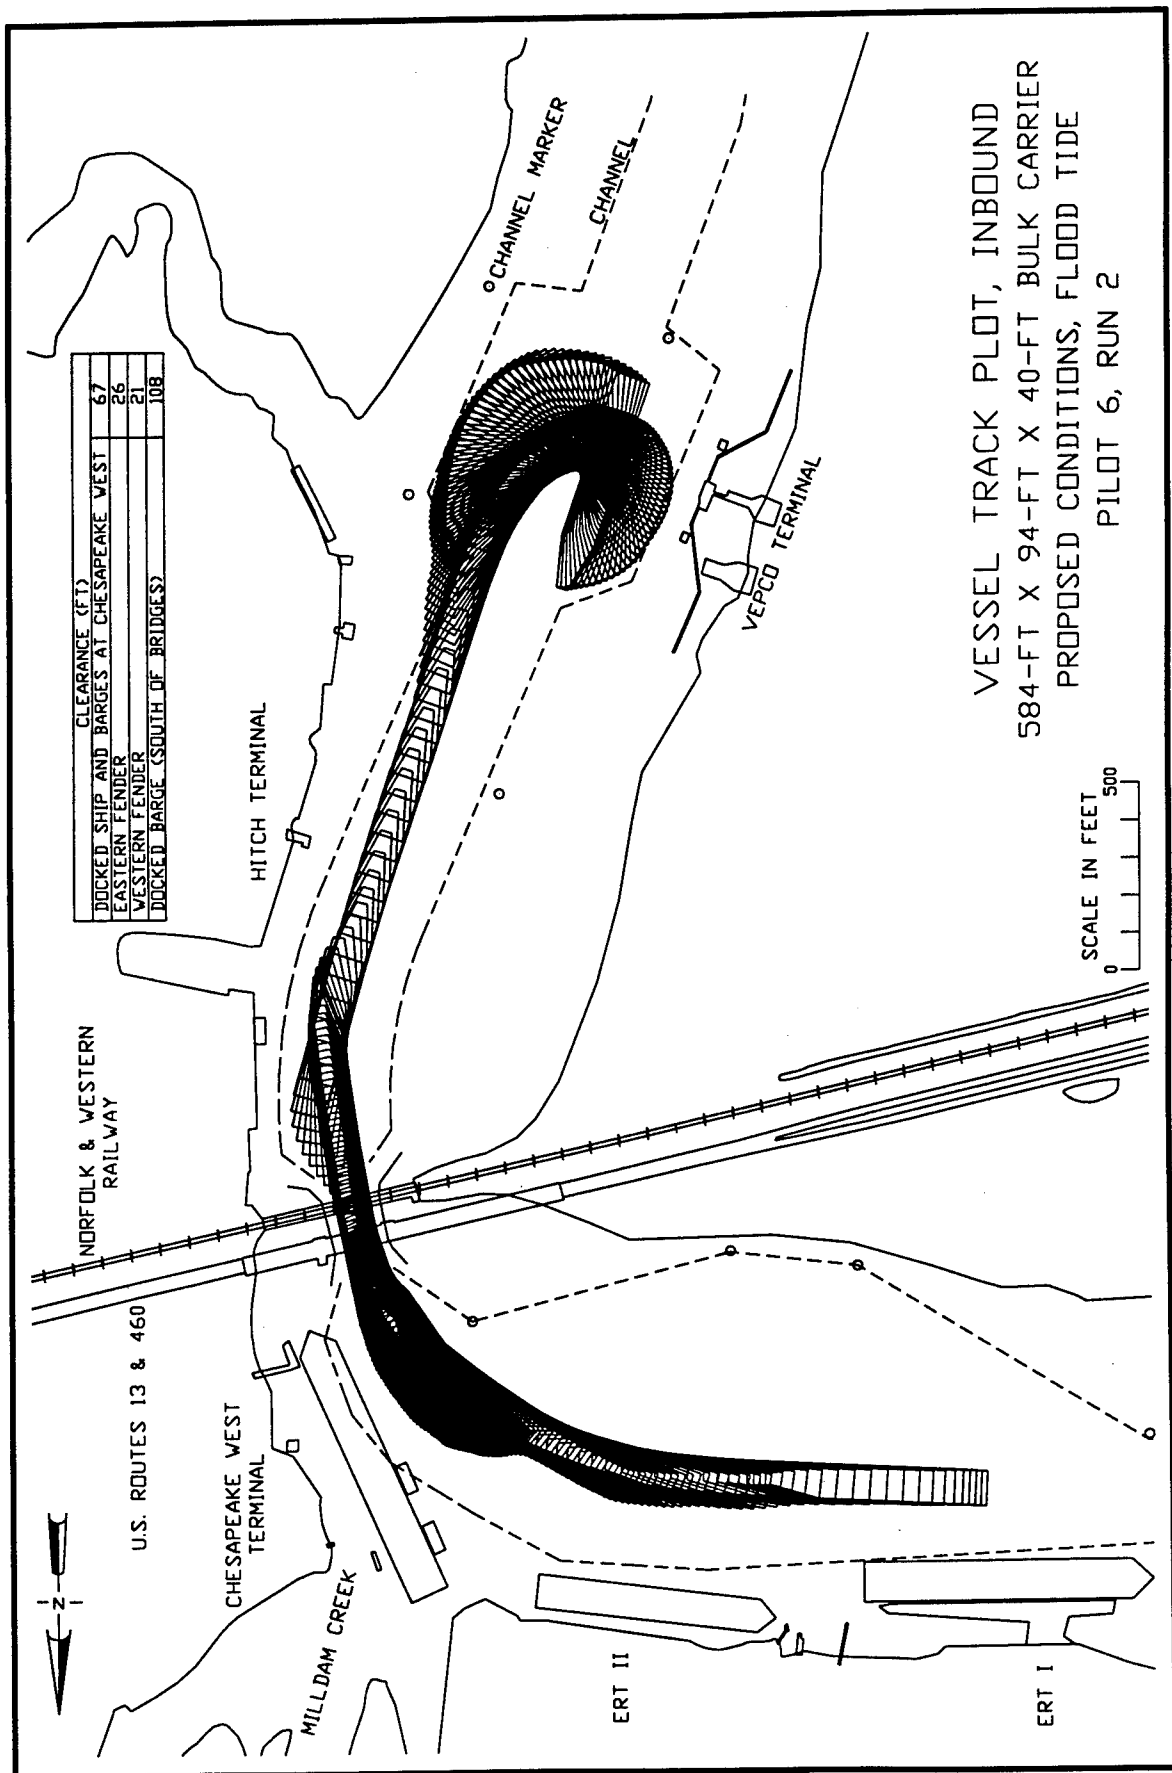 CLEARANCE (FT)
DOCKED SHIP AND BARGES AT CHESAPEAKE WEST 67
EASTERN FENDER 26
WESTERN FENDER 21
DOCKED BARGE (SOUTH OF BRIDGES) 108
N
NORFOLK & WESTERN
RAILWAY
U.S. ROUTES 13 & 460
CHESAPEAKE WEST
TERMINAL
MILLDAM CREEK
HITCH TERMINAL
CHANNEL MARKER
CHANNEL
VEPCO TERMINAL
ERT II
ERT I
SCALE IN FEET
0 500
VESSEL TRACK PLOT, INBOUND
584-FT X 94-FT X 40-FT BULK CARRIER
PROPOSED CONDITIONS, FLOOD TIDE
PILOT 6, RUN 2